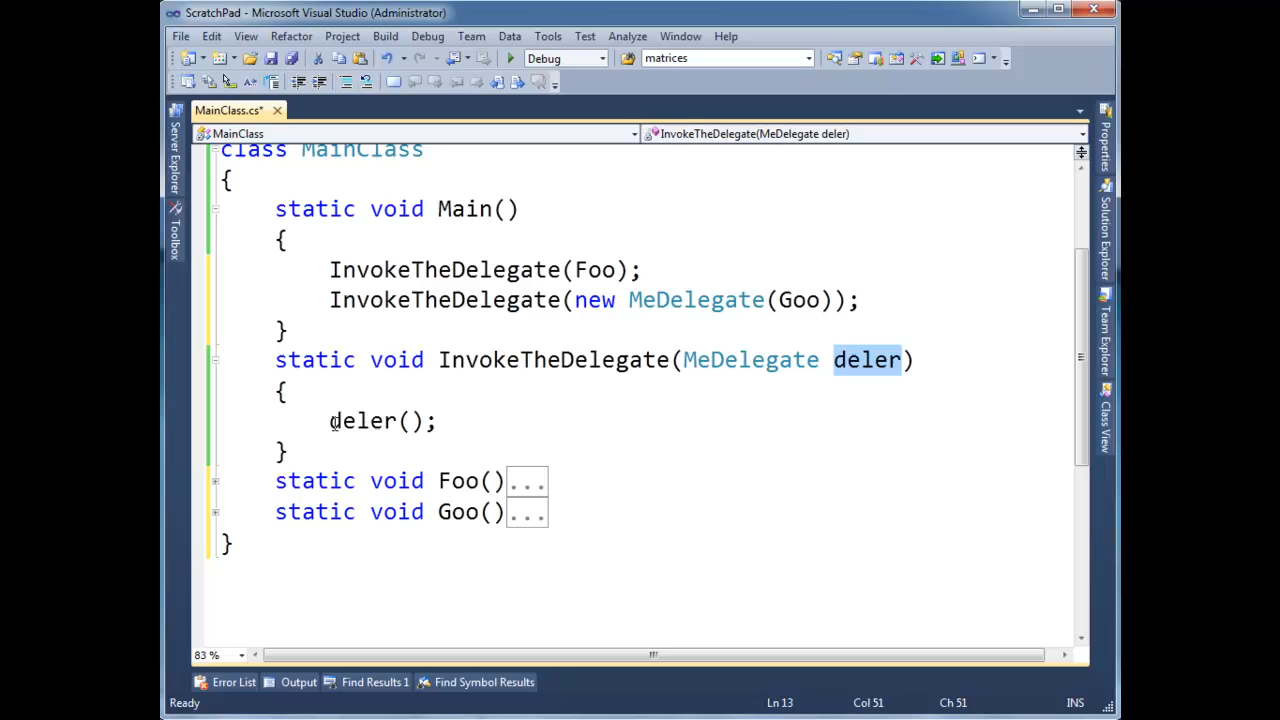 ScratchPad - Microsoft Visual Studio (Administrator)
File Edit View Refactor Project Build Debug Team Data Tools Test Analyze Window Help
Debug matrices
MainClass.cs*
MainClass InvokeTheDelegate(MeDelegate deler)
class MainClass
{
static void Main()
{
InvokeTheDelegate(Foo);
InvokeTheDelegate(new MeDelegate(Goo));
}
static void InvokeTheDelegate(MeDelegate deler)
{
deler();
}
static void Foo()...
static void Goo()...
}
83 %
Error List Output Find Results 1 Find Symbol Results
Ready Ln 13 Col 51 Ch 51 INS
Server Explorer
Toolbox
Properties
Solution Explorer
Team Explorer
Class View